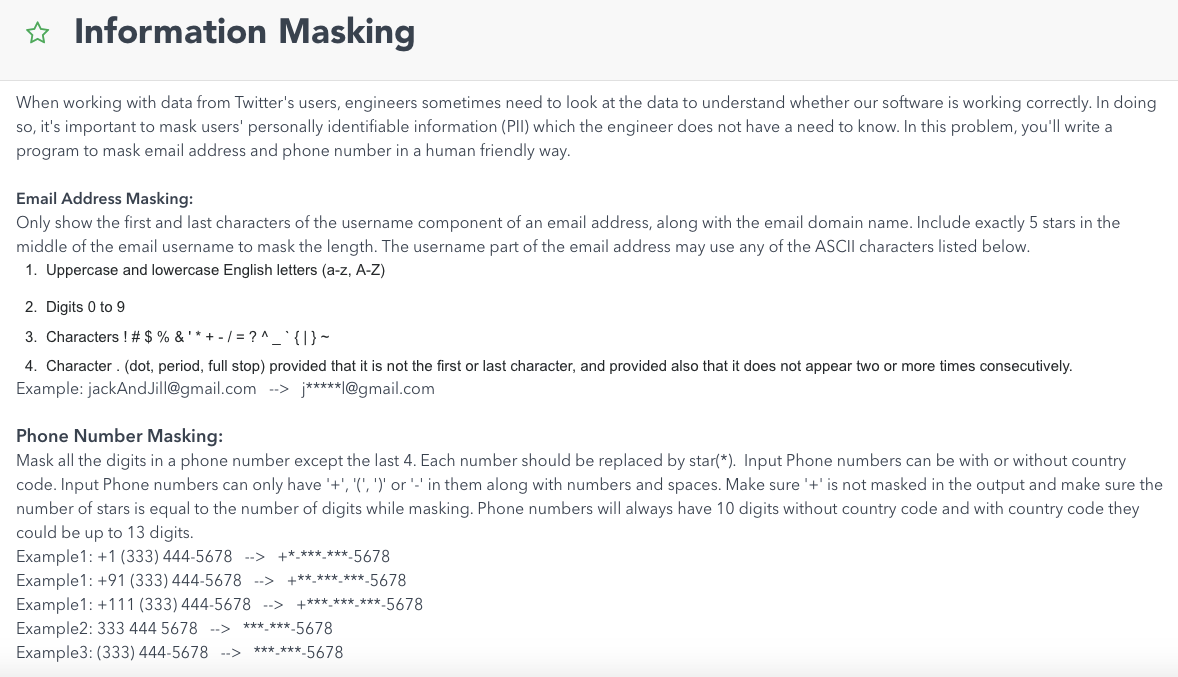 Information Masking
When working with data from Twitter's users, engineers sometimes need to look at the data to understand whether our software is working correctly. In doing
so, it's important to mask users' personally identifiable information (PII) which the engineer does not have a need to know. In this problem, you'll write a
program to mask email address and phone number in a human friendly way.
Email Address Masking:
Only show the first and last characters of the username component of an email address, along with the email domain name. Include exactly 5 stars in the
middle of the email username to mask the length. The username part of the email address may use any of the ASCII characters listed below.
1. Uppercase and lowercase English letters (a-z, A-Z)
2. Digits 0 to 9
3. Characters ! # $ % & ' * + - / = ? ^ _ ` { | } ~
4. Character . (dot, period, full stop) provided that it is not the first or last character, and provided also that it does not appear two or more times consecutively.
Example: jackAndJill@gmail.com --> j*****l@gmail.com
Phone Number Masking:
Mask all the digits in a phone number except the last 4. Each number should be replaced by star(*). Input Phone numbers can be with or without country
code. Input Phone numbers can only have '+', '(', ')' or '-' in them along with numbers and spaces. Make sure '+' is not masked in the output and make sure the
number of stars is equal to the number of digits while masking. Phone numbers will always have 10 digits without country code and with country code they
could be up to 13 digits.
Example1: +1 (333) 444-5678 --> +*-***-***-5678
Example1: +91 (333) 444-5678 --> +**-***-***-5678
Example1: +111 (333) 444-5678 --> +***-***-***-5678
Example2: 333 444 5678 --> ***-***-5678
Example3: (333) 444-5678 --> ***-***-5678